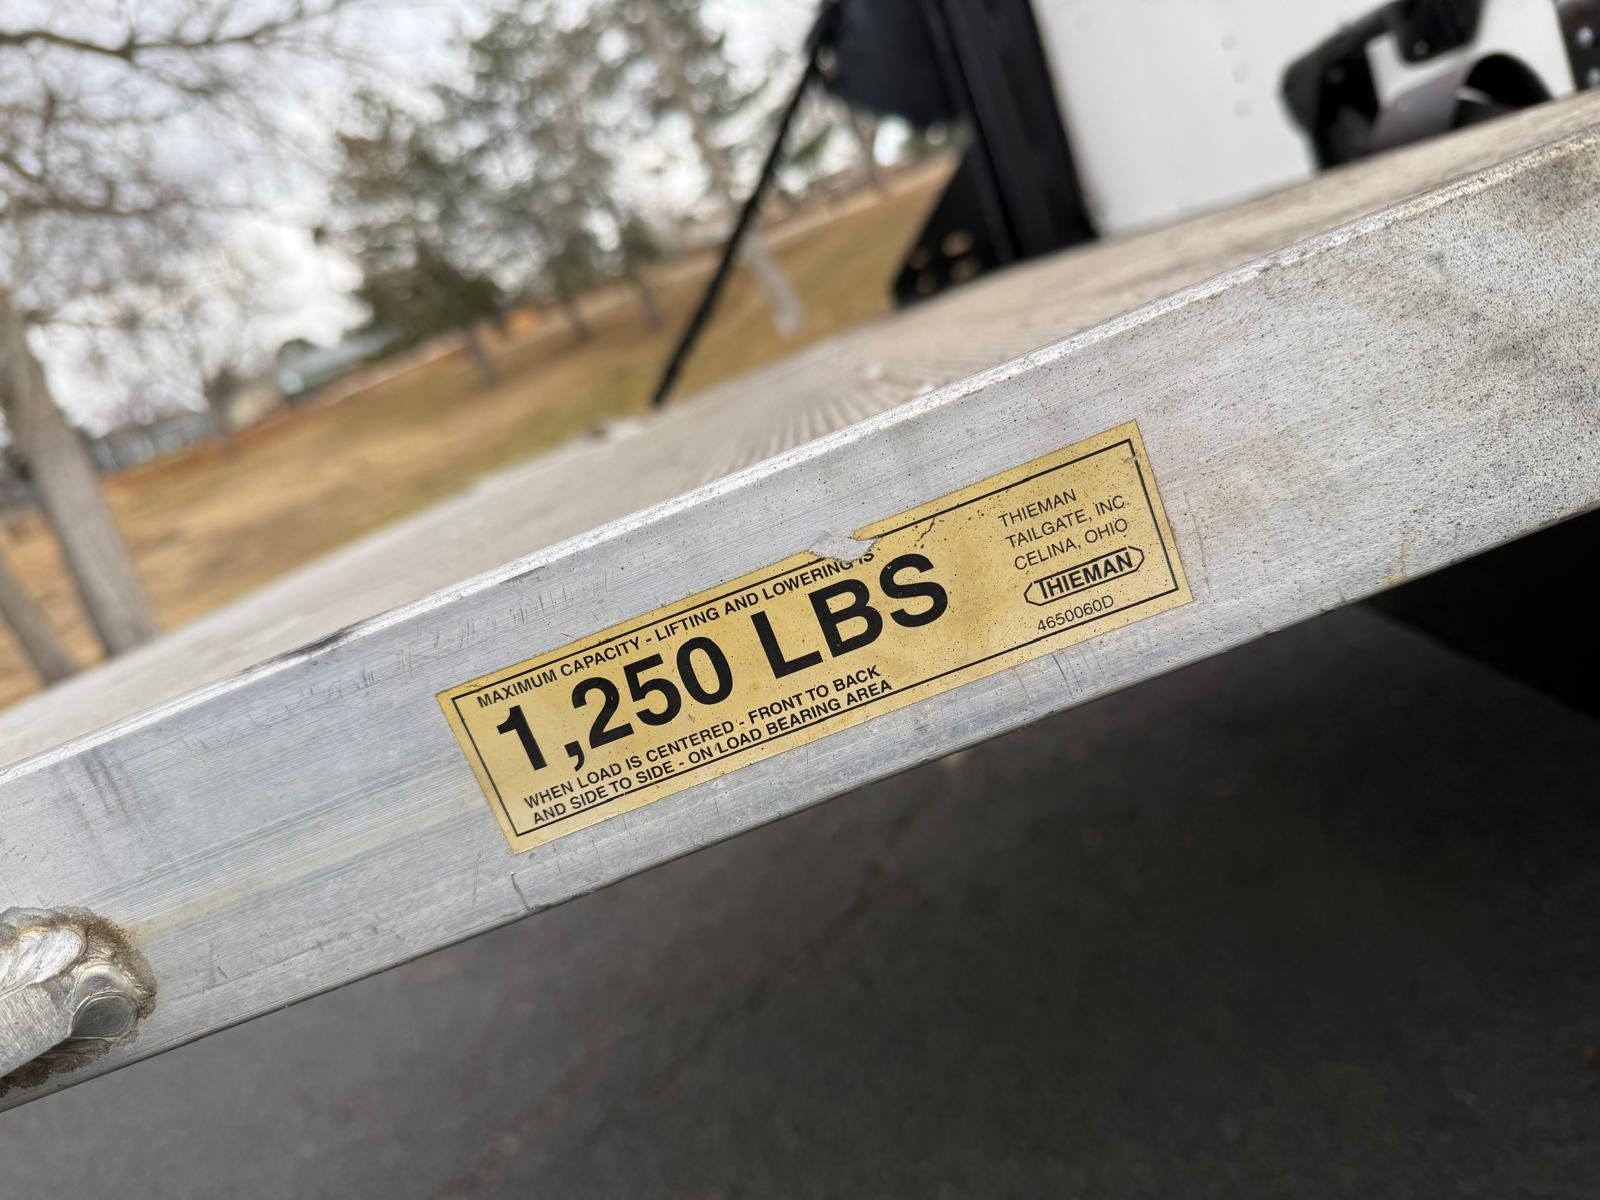 MAXIMUM CAPACITY - LIFTING AND LOWERING IS
1,250 LBS
WHEN LOAD IS CENTERED - FRONT TO BACK
AND SIDE TO SIDE - ON LOAD BEARING AREA
THIEMAN
TAILGATE, INC.
CELINA, OHIO
THIEMAN
4650060D